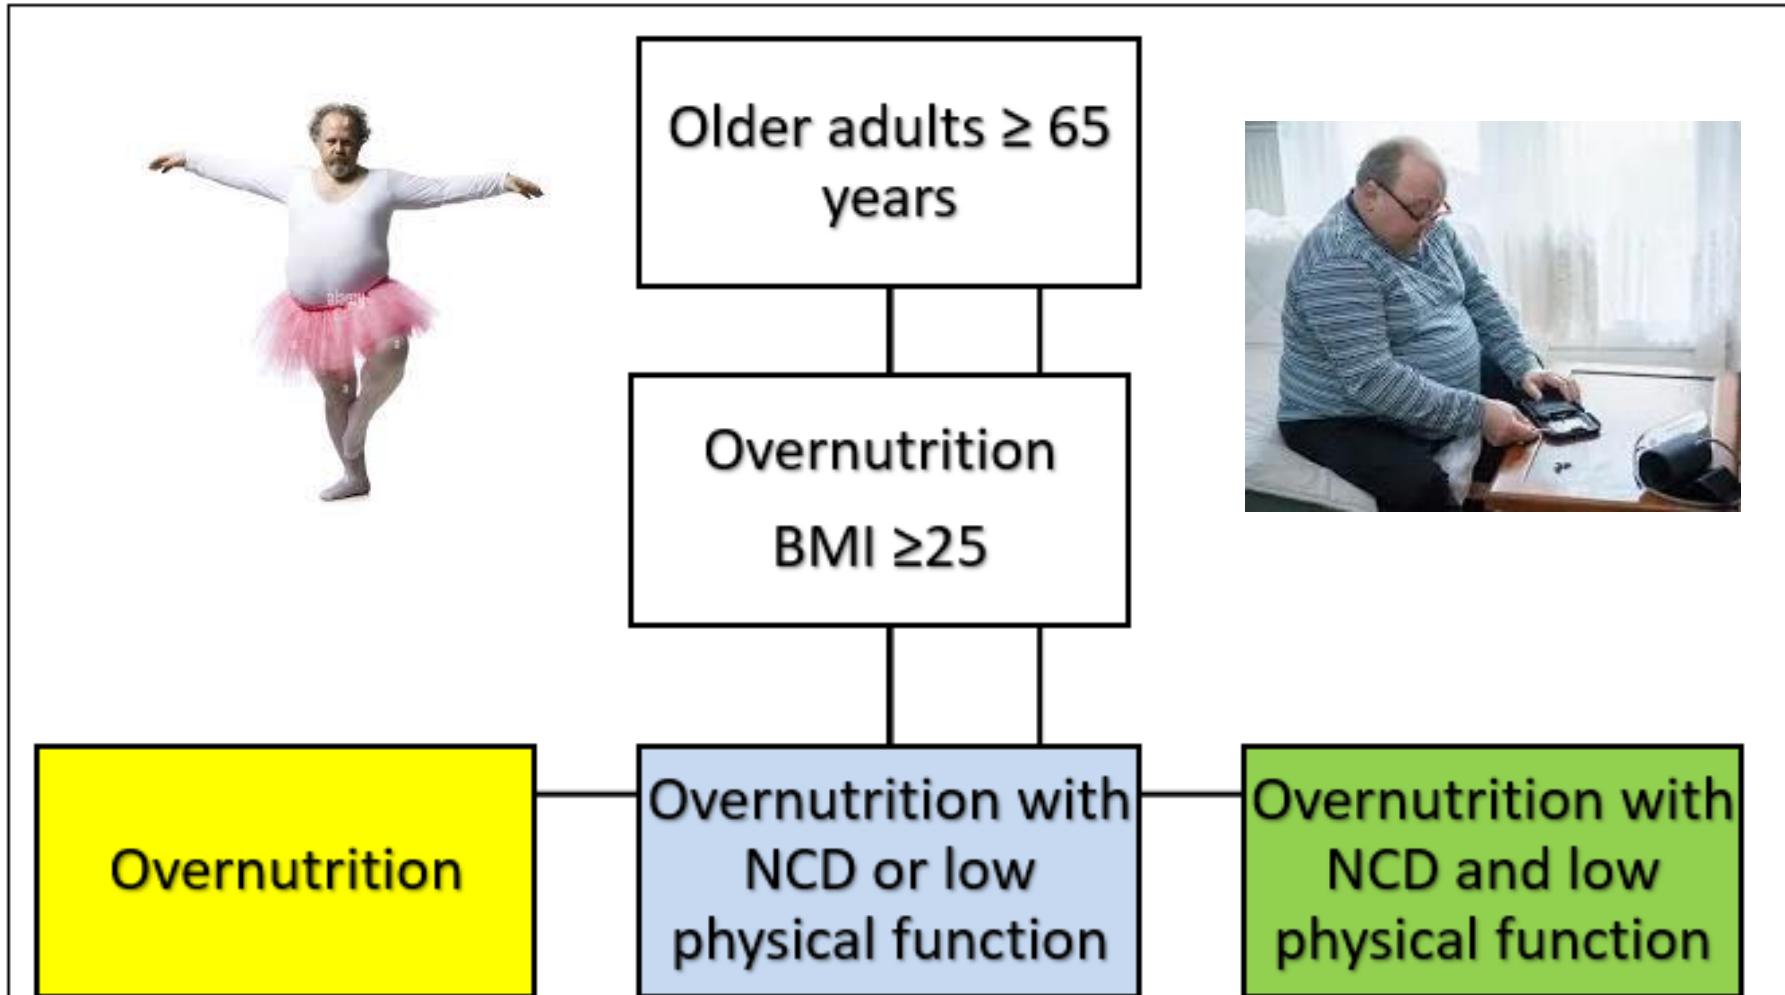 Older adults ≥ 65
years
alamy
Overnutrition
BMI ≥25
Overnutrition
Overnutrition with
NCD or low
physical function
Overnutrition with
NCD and low
physical function